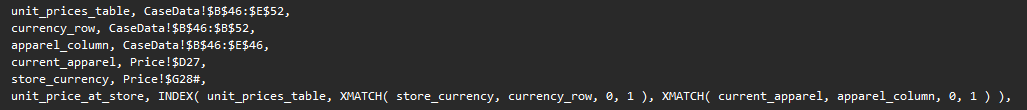 unit_prices_table, CaseData!$B$46:$E$52,
currency_row, CaseData!$B$46:$B$52,
apparel_column, CaseData!$B$46:$E$46,
current_apparel, Price!$D27,
store_currency, Price!$G28#,
unit_price_at_store, INDEX( unit_prices_table, XMATCH( store_currency, currency_row, 0, 1 ), XMATCH( current_apparel, apparel_column, 0, 1 ) ),